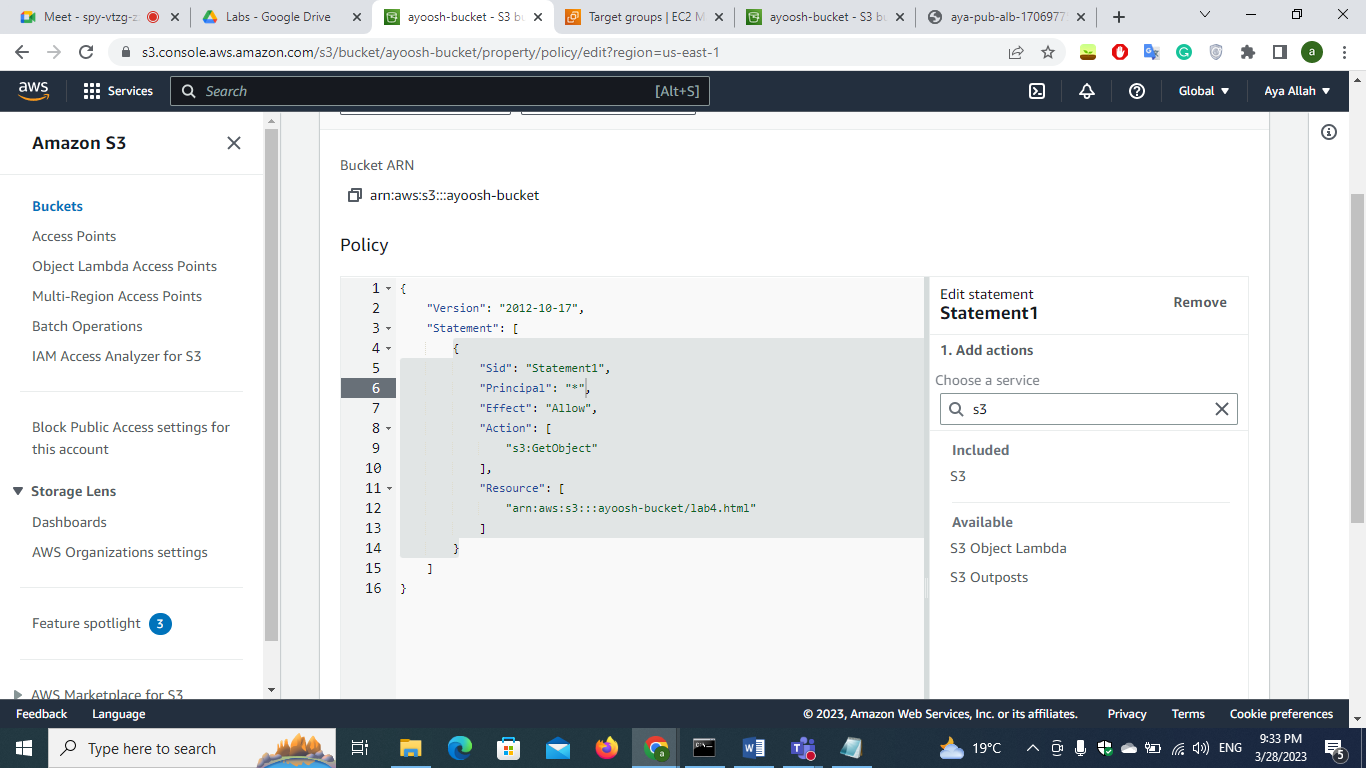 Meet - spy-vtzg-z
Labs - Google Drive
ayoosh-bucket - S3 b
Target groups | EC2 M
ayoosh-bucket - S3 b
aya-pub-alb-170697
s3.console.aws.amazon.com/s3/bucket/ayoosh-bucket/property/policy/edit?region=us-east-1
a
aws
Services
Search
[Alt+S]
Global
Aya Allah
Amazon S3
Buckets
Access Points
Object Lambda Access Points
Multi-Region Access Points
Batch Operations
IAM Access Analyzer for S3
Block Public Access settings for
this account
Storage Lens
Dashboards
AWS Organizations settings
Feature spotlight 3
AWS Marketplace for S3
Bucket ARN
arn:aws:s3:::ayoosh-bucket
Policy
1 {
2 "Version": "2012-10-17",
3 "Statement": [
4 {
5 "Sid": "Statement1",
6 "Principal": "*",
7 "Effect": "Allow",
8 "Action": [
9 "s3:GetObject"
10 ],
11 "Resource": [
12 "arn:aws:s3:::ayoosh-bucket/lab4.html"
13 ]
14 }
15 ]
16 }
Edit statement
Statement1
Remove
1. Add actions
Choose a service
s3
Included
S3
Available
S3 Object Lambda
S3 Outposts
Feedback
Language
© 2023, Amazon Web Services, Inc. or its affiliates.
Privacy
Terms
Cookie preferences
Type here to search
19°C
ENG
9:33 PM
3/28/2023
5